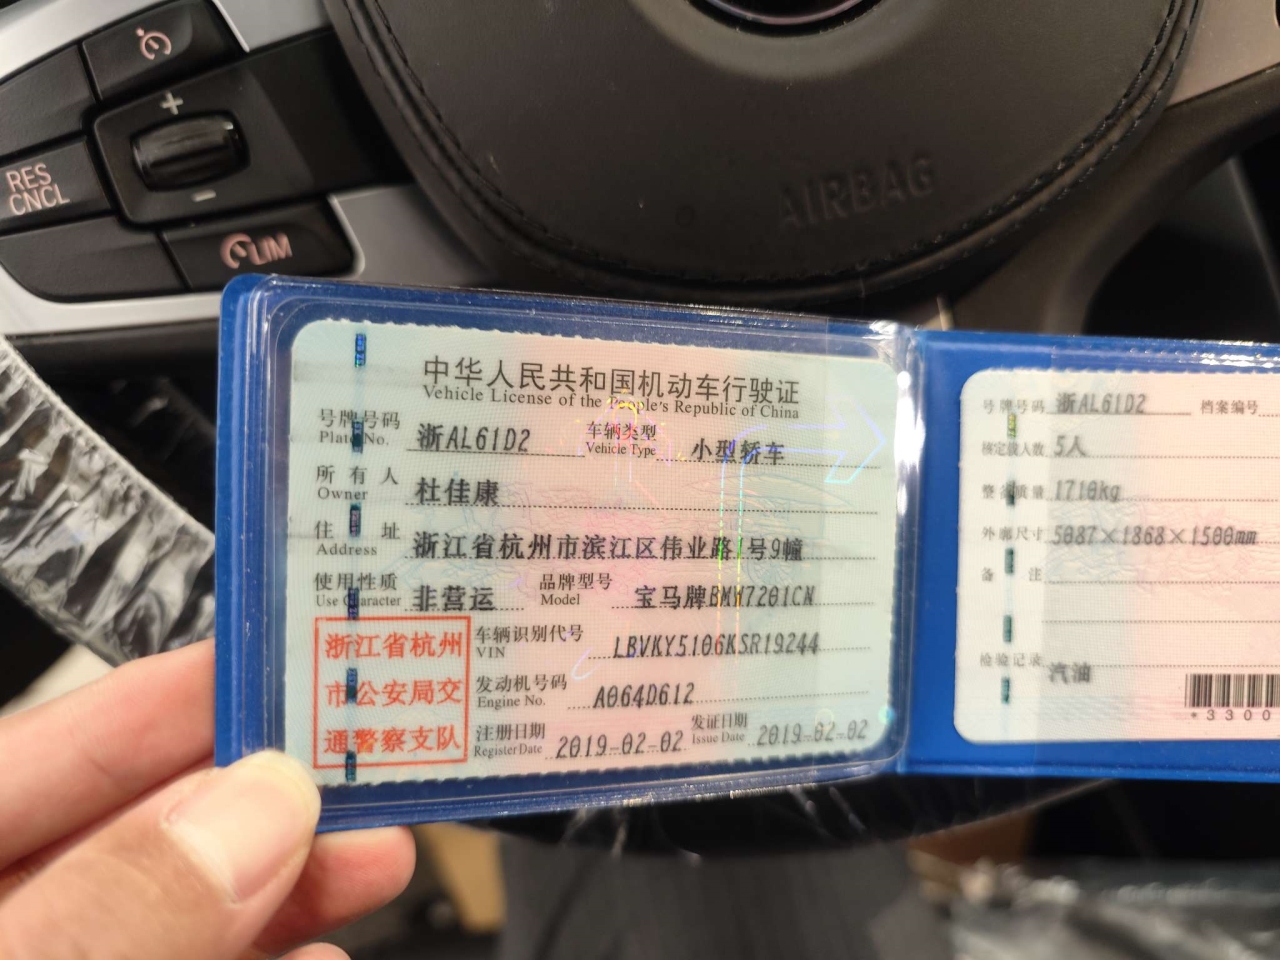 RES
CNCL
+
−
LIM
AIRBAG
中华人民共和国机动车行驶证
Vehicle License of the People's Republic of China
号牌号码 浙AL61D2 车辆类型 小型轿车
Plate No. Vehicle Type
所有人 杜佳康
Owner
住址 浙江省杭州市滨江区伟业路1号9幢
Address
使用性质 非营运 品牌型号 宝马牌BMW7201CN
Use Character Model
浙江省杭州
市公安局交
通警察支队
车辆识别代号 LBVKY5106KSR19244
VIN
发动机号码 A064D612
Engine No.
注册日期 2019-02-02 发证日期 2019-02-02
Register Date Issue Date
号牌号码 浙AL61D2 档案编号
核定载人数 5人
整备质量 1710kg
外廓尺寸 5087×1868×1500mm
备注
检验记录 汽油
*3300